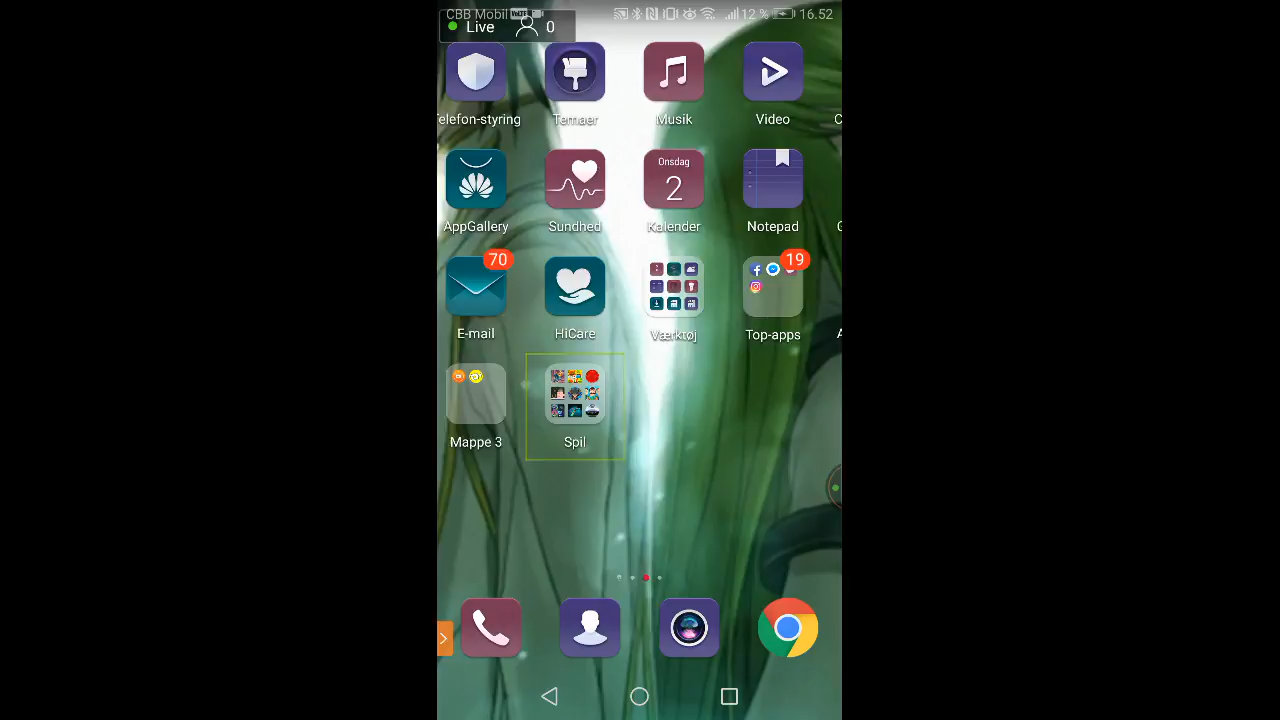 CBB Mobil 12 % 16.52
Live 0
Telefon-styring Temaer Musik Video
Onsdag
2
AppGallery Sundhed Kalender Notepad
70 19
E-mail HiCare Værktøj Top-apps
Mappe 3 Spil